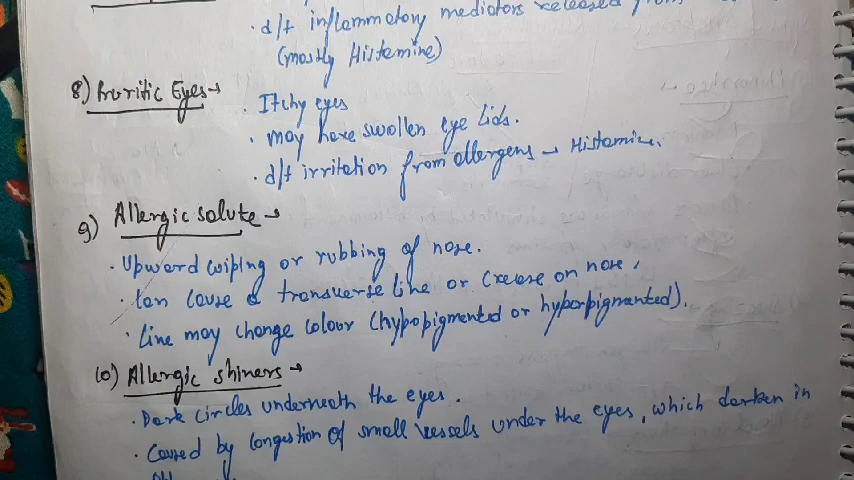 . d/t inflammatory mediators released from
(mostly Histamine)
8) Pruritic Eyes →
. Itchy eyes
. may have swollen eye lids.
. d/t irritation from allergens → Histamine.
9) Allergic salute →
. Upward wiping or rubbing of nose.
. Can cause a transverse line or crease on nose.
. Line may change colour (hypopigmented or hyperpigmented).
10) Allergic shiners →
. Dark circles underneath the eyes.
. Caused by congestion of small vessels under the eyes, which darken in